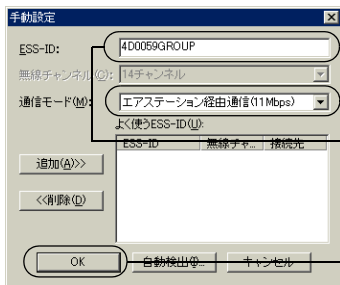 手動設定
ESS-ID: 4D0059GROUP
無線チャンネル(C): 14チャンネル
通信モード(M): エアステーション経由通信(11Mbps)
よく使うESS-ID(U):
ESS-ID 無線チャ... 接続先
追加(A)>>
<<削除(D)
OK 自動検出(I)... キャンセル